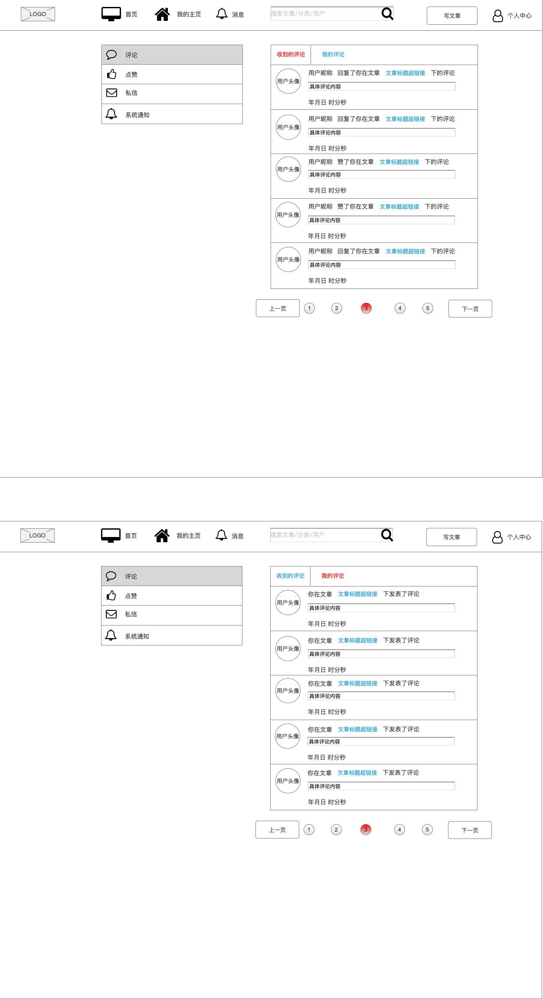 LOGO 首页 我的主页 消息 搜索文章/分类/用户 写文章 个人中心
评论
点赞
私信
系统通知
收到的评论 我的评论
用户头像 用户昵称 回复了你在文章 文章标题超链接 下的评论
具体评论内容
年月日 时分秒
用户头像 用户昵称 回复了你在文章 文章标题超链接 下的评论
具体评论内容
年月日 时分秒
用户头像 用户昵称 赞了你在文章 文章标题超链接 下的评论
具体评论内容
年月日 时分秒
用户头像 用户昵称 赞了你在文章 文章标题超链接 下的评论
具体评论内容
年月日 时分秒
用户头像 用户昵称 回复了你在文章 文章标题超链接 下的评论
具体评论内容
年月日 时分秒
上一页 1 2 3 4 5 下一页
LOGO 首页 我的主页 消息 搜索文章/分类/用户 写文章 个人中心
评论
点赞
私信
系统通知
收到的评论 我的评论
用户头像 你在文章 文章标题超链接 下发表了评论
具体评论内容
年月日 时分秒
用户头像 你在文章 文章标题超链接 下发表了评论
具体评论内容
年月日 时分秒
用户头像 你在文章 文章标题超链接 下发表了评论
具体评论内容
年月日 时分秒
用户头像 你在文章 文章标题超链接 下发表了评论
具体评论内容
年月日 时分秒
用户头像 你在文章 文章标题超链接 下发表了评论
具体评论内容
年月日 时分秒
上一页 1 2 3 4 5 下一页